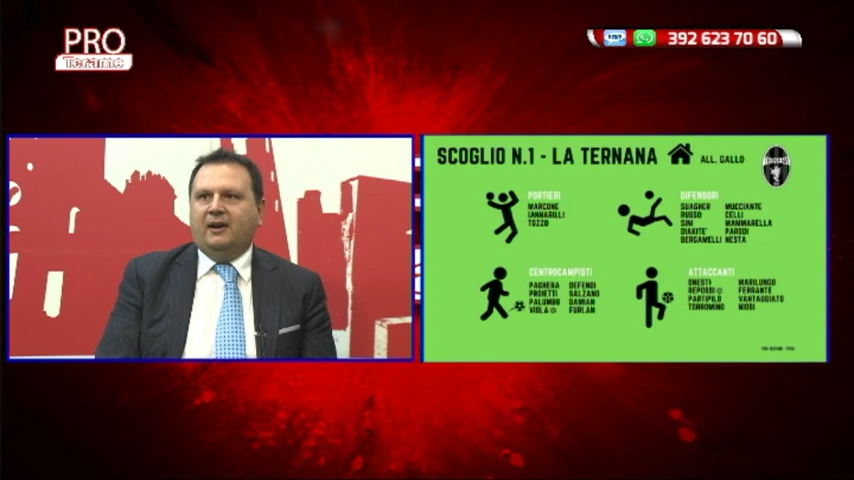 PRO
Teramo
392 623 70 60
SCOGLIO N.1 - LA TERNANA
ALL. GALLO
PORTIERI
MARCONE
IANNARILLI
TOZZO
DIFENSORI
SUAGHER MUCCIANTE
RUSSO CELLI
SINI MAMMARELLA
DIAKITE' PARODI
BERGAMELLI NESTA
CENTROCAMPISTI
PAGHERA DEFENDI
PROIETTI SALZANO
PALUMBO DAMIAN
VIOLA FURLAN
ATTACCANTI
ONESTI MARILUNGO
REPOSSI FERRANTE
PARTIPILO VANTAGGIATO
TORROMINO NIOSI